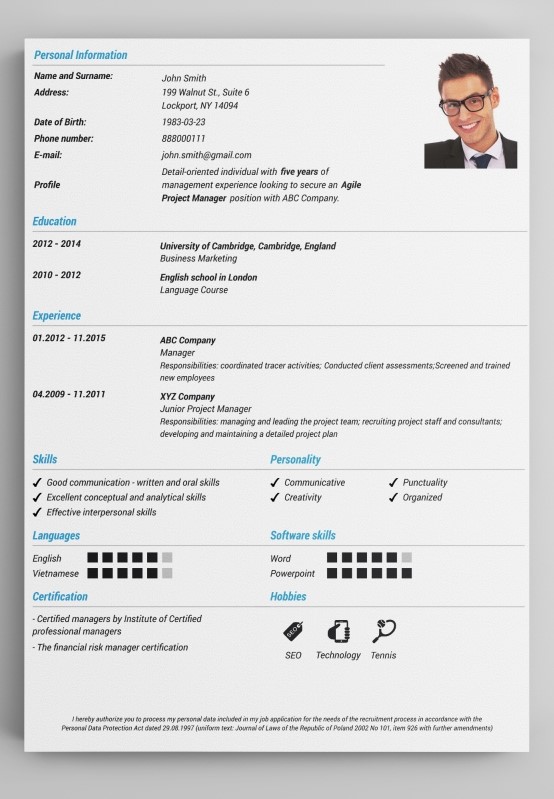 Personal Information
Name and Surname: John Smith
Address: 199 Walnut St., Suite 6
Lockport, NY 14094
Date of Birth: 1983-03-23
Phone number: 888000111
E-mail: john.smith@gmail.com
Detail-oriented individual with five years of
Profile management experience looking to secure an Agile
Project Manager position with ABC Company.
Education
2012 - 2014 University of Cambridge, Cambridge, England
Business Marketing
2010 - 2012 English school in London
Language Course
Experience
01.2012 - 11.2015 ABC Company
Manager
Responsibilities: coordinated tracer activities; Conducted client assessments;Screened and trained
new employees
04.2009 - 11.2011 XYZ Company
Junior Project Manager
Responsibilities: managing and leading the project team; recruiting project staff and consultants;
developing and maintaining a detailed project plan
Skills
Good communication - written and oral skills
Excellent conceptual and analytical skills
Effective interpersonal skills
Personality
Communicative Punctuality
Creativity Organized
Languages
English
Vietnamese
Software skills
Word
Powerpoint
Certification
- Certified managers by Institute of Certified
professional managers
- The financial risk manager certification
Hobbies
SEO
SEO Technology Tennis
I hereby authorize you to process my personal data included in my job application for the needs of the recruitment process in accordance with the
Personal Data Protection Act dated 29.08.1997 (uniform text: Journal of Laws of the Republic of Poland 2002 No 101, item 926 with further amendments)